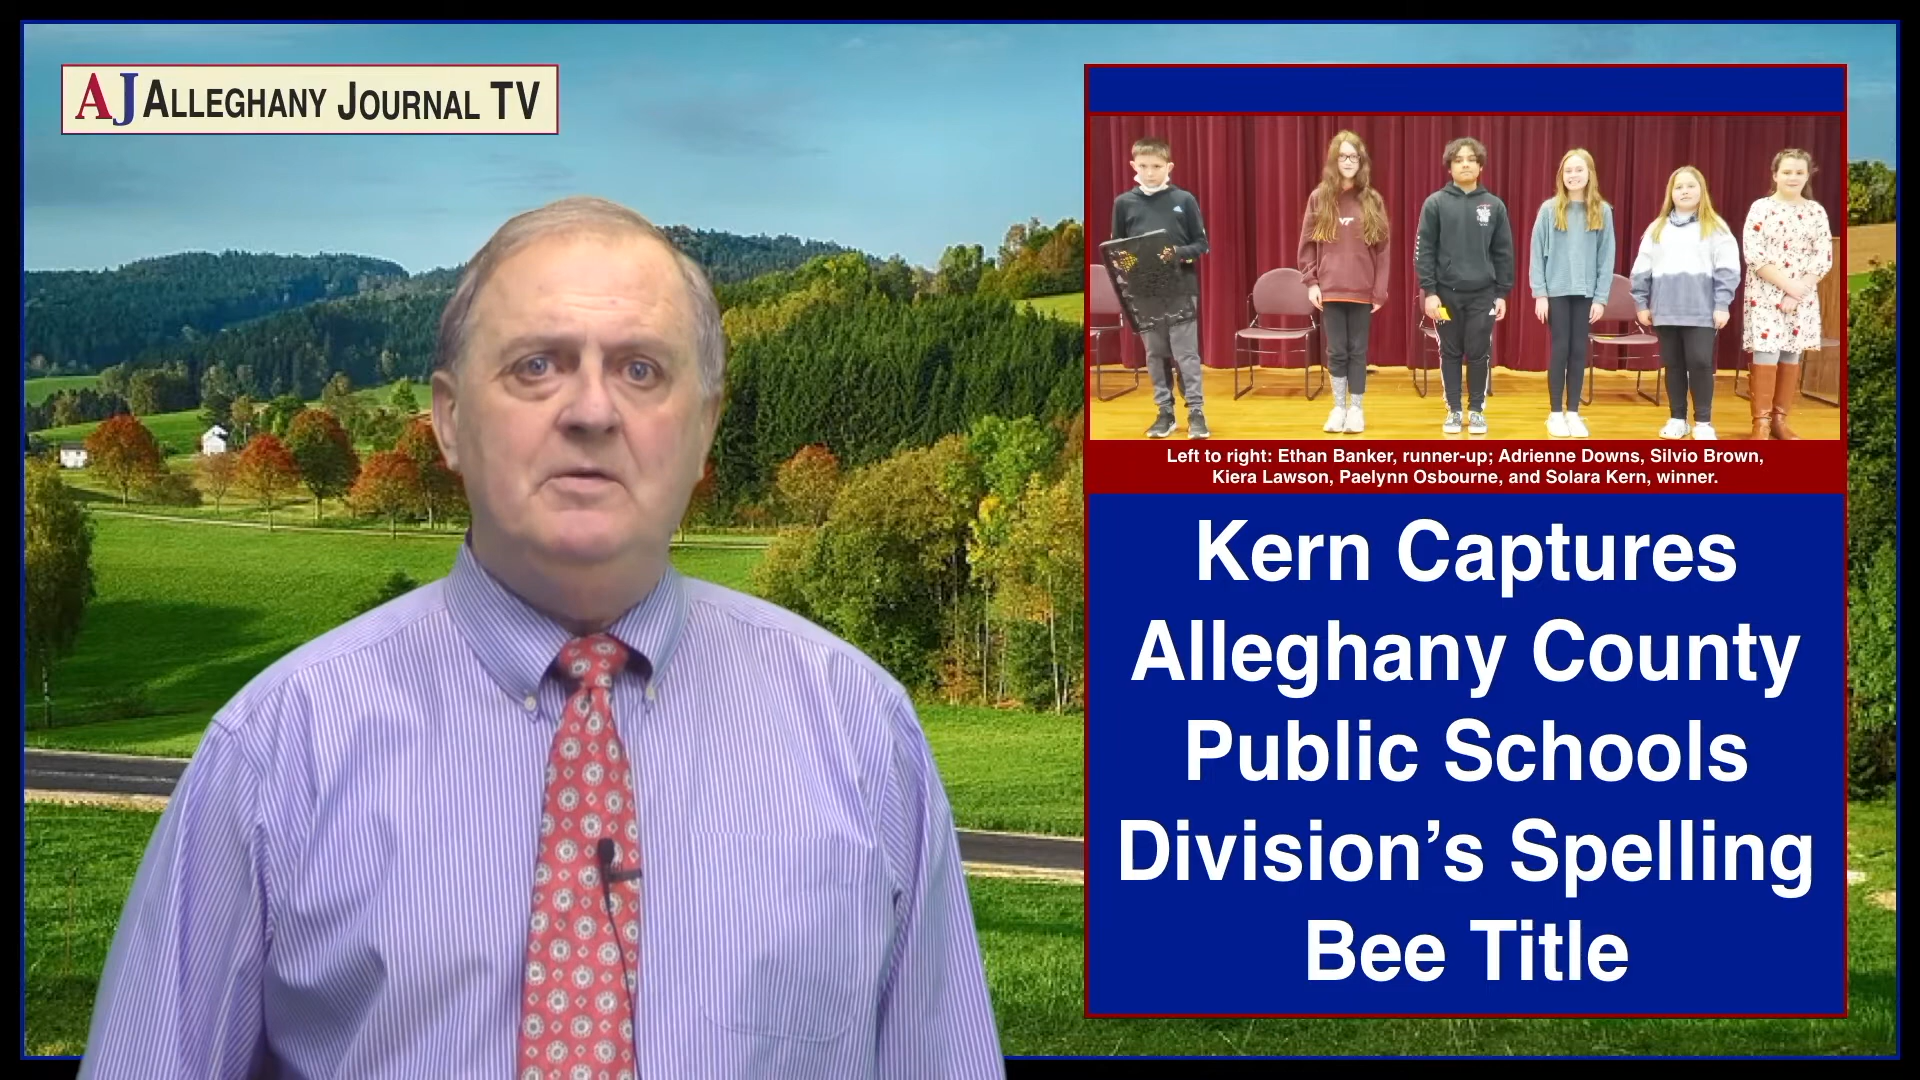 AJ ALLEGHANY JOURNAL TV
Left to right: Ethan Banker, runner-up; Adrienne Downs, Silvio Brown,
Kiera Lawson, Paelynn Osbourne, and Solara Kern, winner.
Kern Captures
Alleghany County
Public Schools
Division’s Spelling
Bee Title